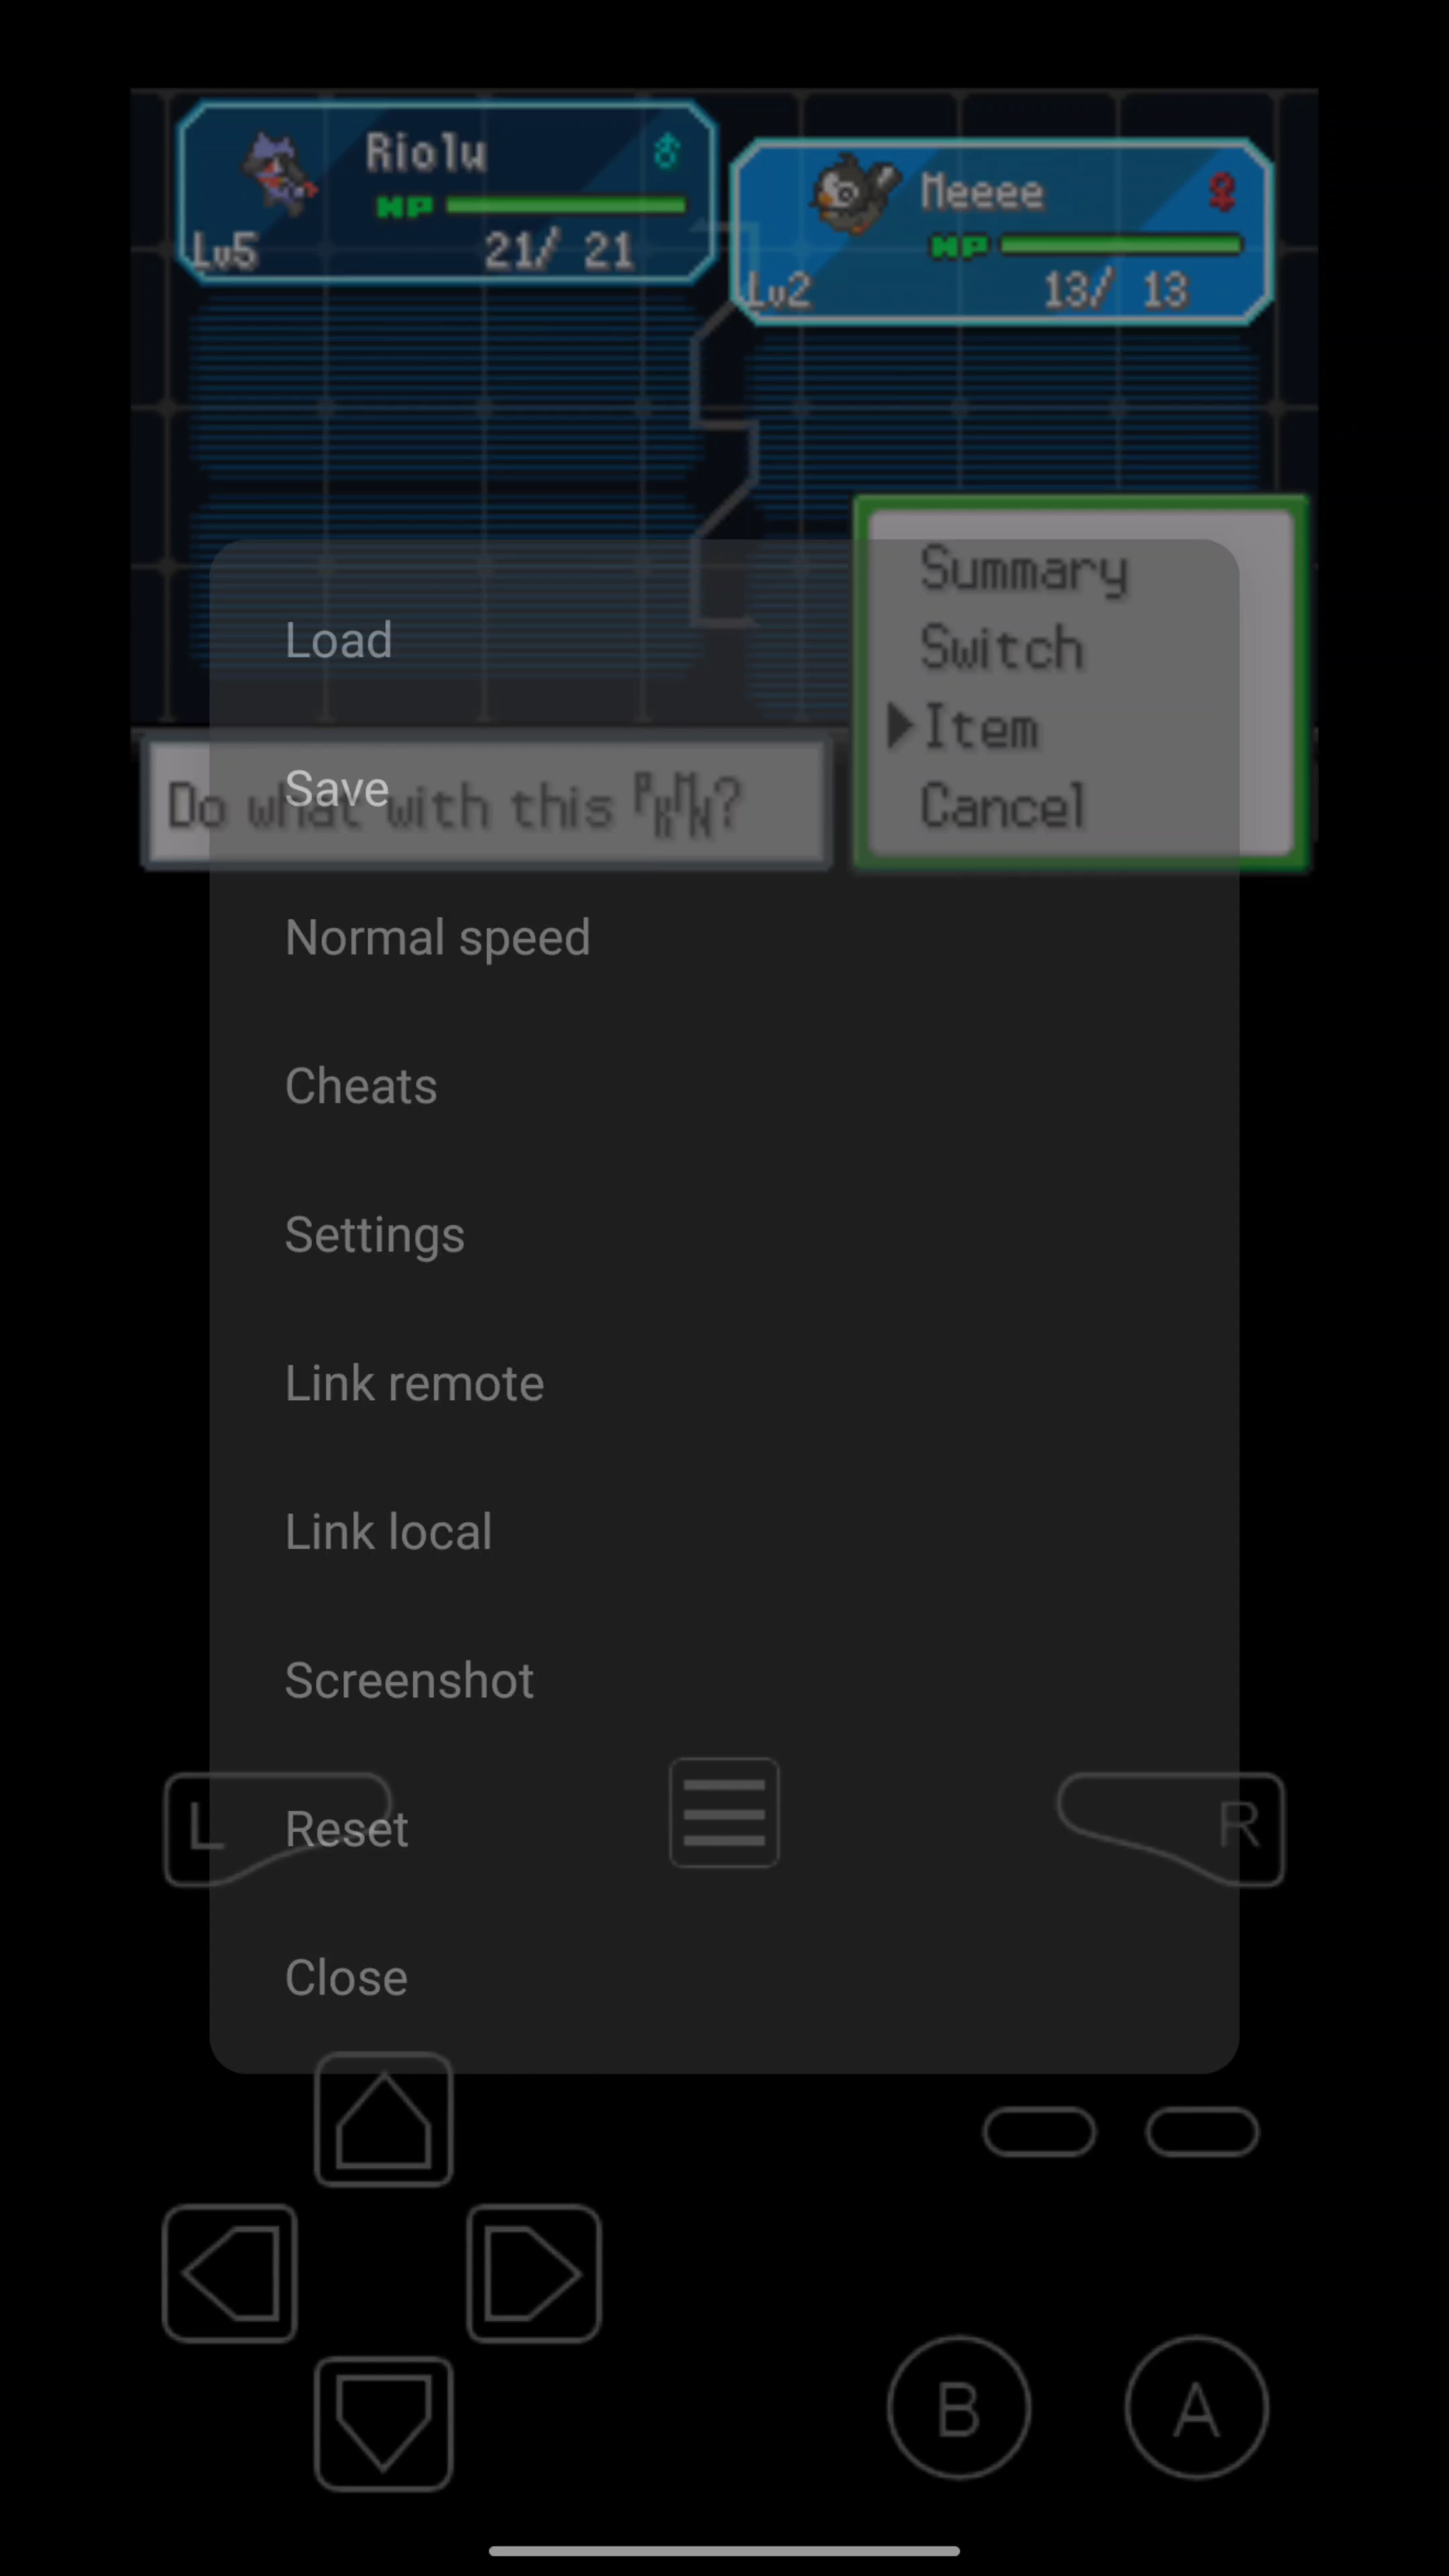 Riolu ♂
HP
Lv5 21/ 21
Meeee ♀
HP
Lv2 13/ 13
Summary
Switch
Item
Cancel
Do what with this PKMN?
Load
Save
Normal speed
Cheats
Settings
Link remote
Link local
Screenshot
Reset
Close
L
R
B
A